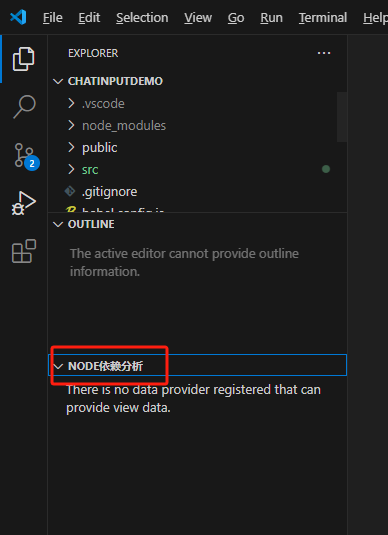 File Edit Selection View Go Run Terminal Help
EXPLORER
CHATINPUTDEMO
.vscode
node_modules
public
src
.gitignore
OUTLINE
The active editor cannot provide outline
information.
2
NODE依赖分析
There is no data provider registered that can
provide view data.